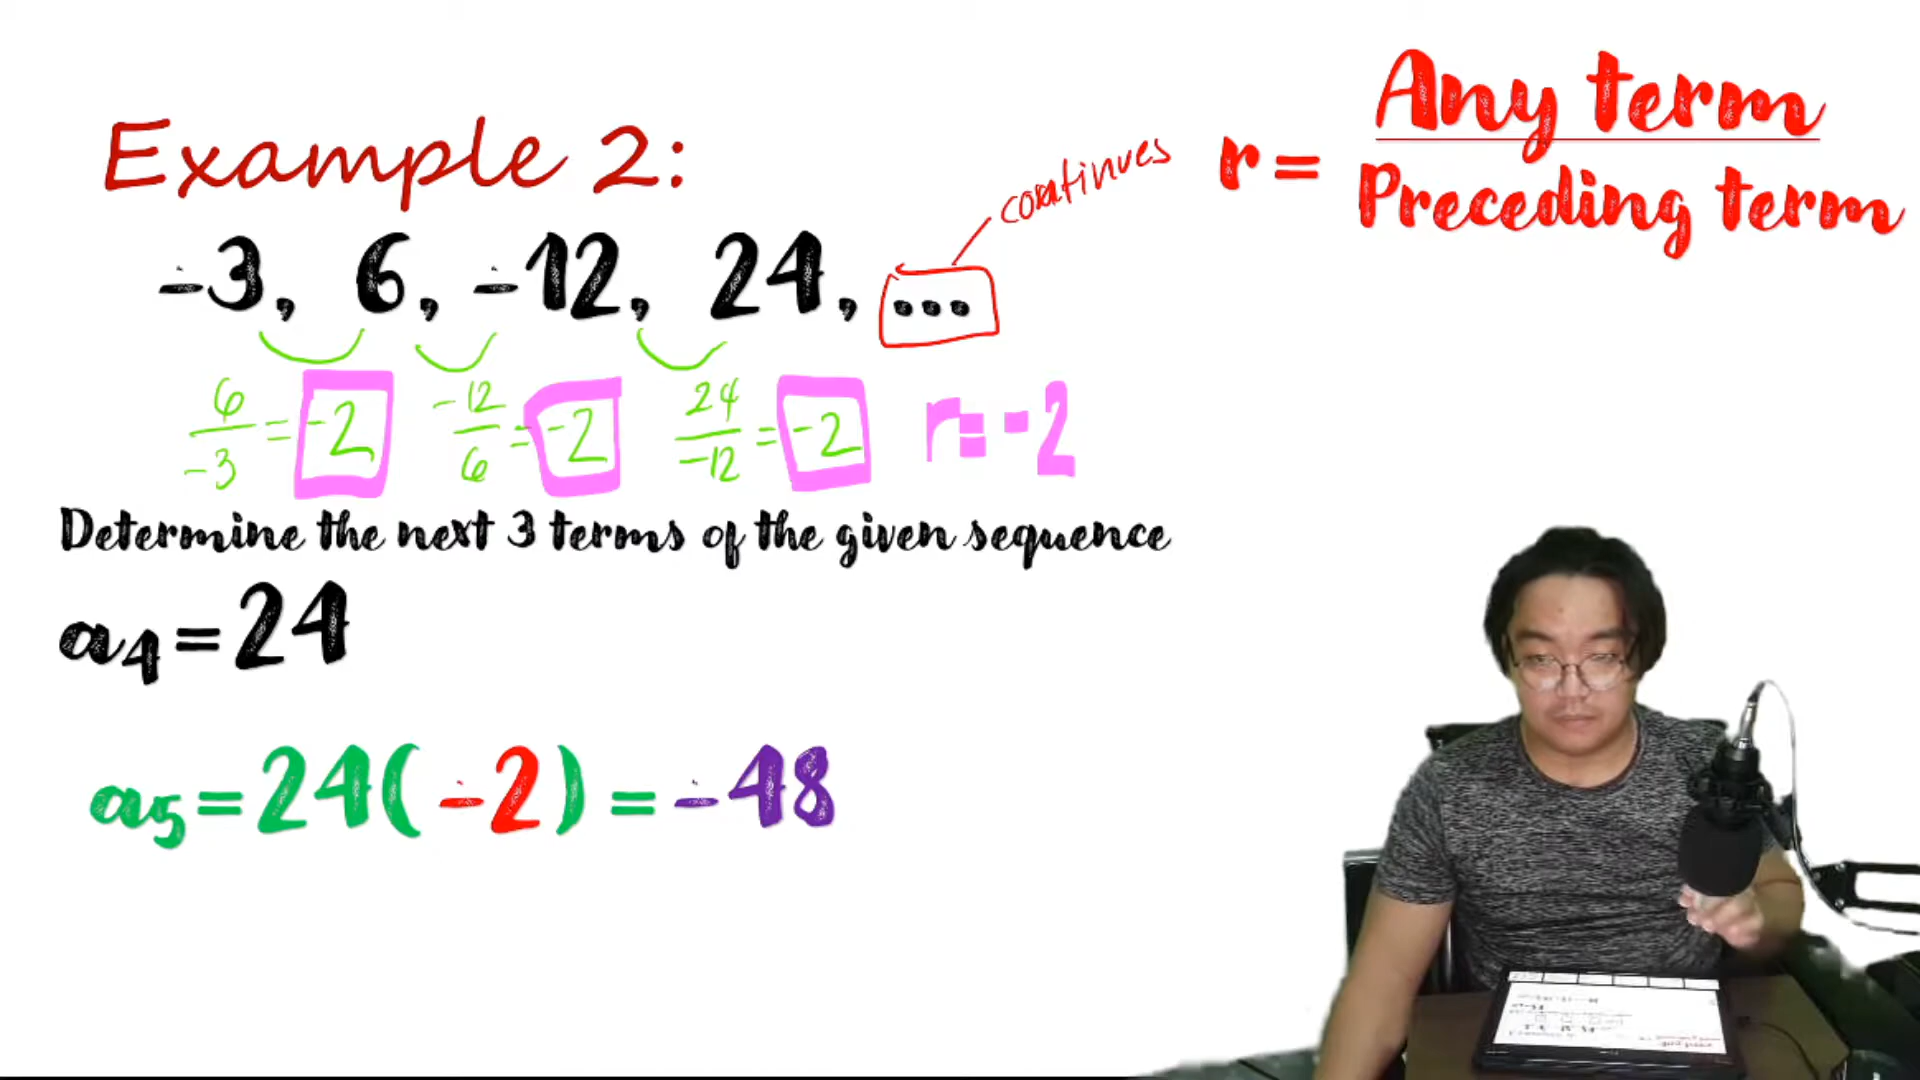 Example 2:
-3, 6, -12, 24, ...
continues
r = Any term / Preceding term
6/-3 = -2 -12/6 = -2 24/-12 = -2 r = -2
Determine the next 3 terms of the given sequence
a4 = 24
a5 = 24( -2 ) = -48